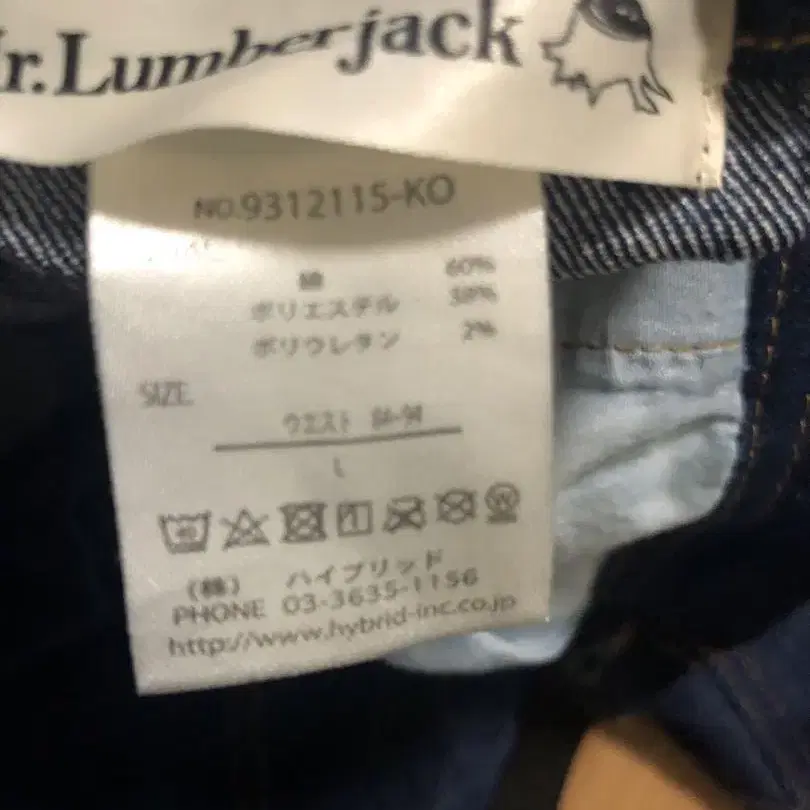 r.Lumberjack
NO.9312115-KO
綿 60%
ポリエステル 38%
ポリウレタン 2%
SIZE
ウエスト 84-94
L
(株) ハイブリッド
PHONE 03-3635-1156
http://www.hybrid-inc.co.jp